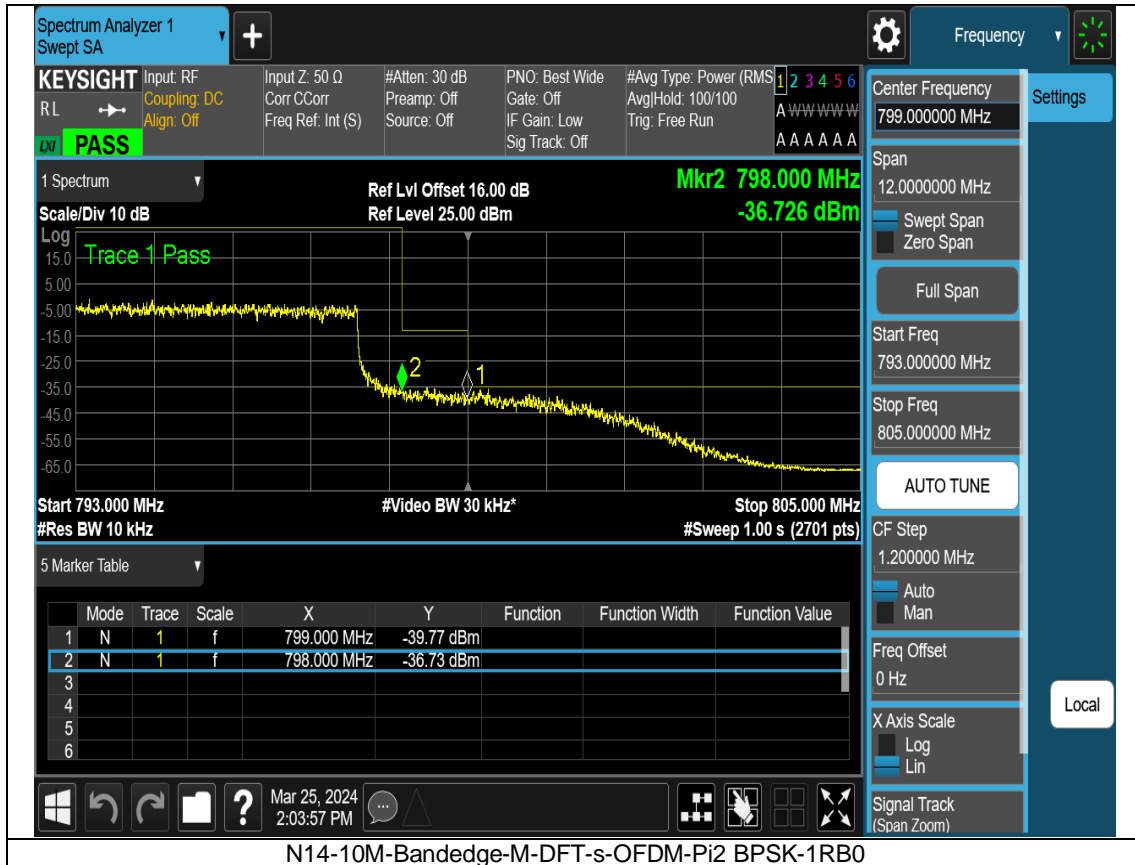 Spectrum Analyzer 1
Swept SA
+
Frequency
KEYSIGHT
R L
LXI
PASS
Input: RF
Coupling: DC
Align: Off
Input Z: 50 Ω
Corr CCorr
Freq Ref: Int (S)
#Atten: 30 dB
Preamp: Off
Source: Off
PNO: Best Wide
Gate: Off
IF Gain: Low
Sig Track: Off
#Avg Type: Power (RMS
Avg|Hold: 100/100
Trig: Free Run
1 2 3 4 5 6
A W W W W W
A A A A A A
1 Spectrum
Scale/Div 10 dB
Ref Lvl Offset 16.00 dB
Ref Level 25.00 dBm
Mkr2 798.000 MHz
-36.726 dBm
Log
Trace 1 Pass
15.0
5.00
-5.00
-15.0
-25.0
-35.0
-45.0
-55.0
-65.0
2
1
Start 793.000 MHz
#Res BW 10 kHz
#Video BW 30 kHz*
Stop 805.000 MHz
#Sweep 1.00 s (2701 pts)
5 Marker Table
Mode Trace Scale X Y Function Function Width Function Value
1 N 1 f 799.000 MHz -39.77 dBm
2 N 1 f 798.000 MHz -36.73 dBm
3
4
5
6
Center Frequency
799.000000 MHz
Settings
Span
12.0000000 MHz
Swept Span
Zero Span
Full Span
Start Freq
793.000000 MHz
Stop Freq
805.000000 MHz
AUTO TUNE
CF Step
1.200000 MHz
Auto
Man
Freq Offset
0 Hz
X Axis Scale
Log
Lin
Local
Signal Track
(Span Zoom)
?
Mar 25, 2024
2:03:57 PM
N14-10M-Bandedge-M-DFT-s-OFDM-Pi2 BPSK-1RB0